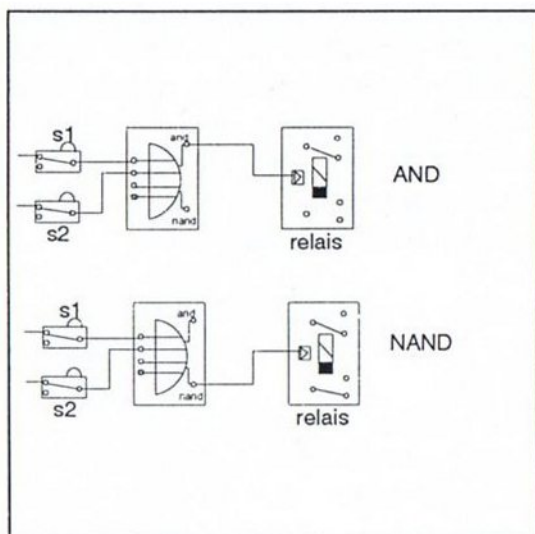 s1
and
s2
nand
relais
AND
s1
and
s2
nand
relais
NAND